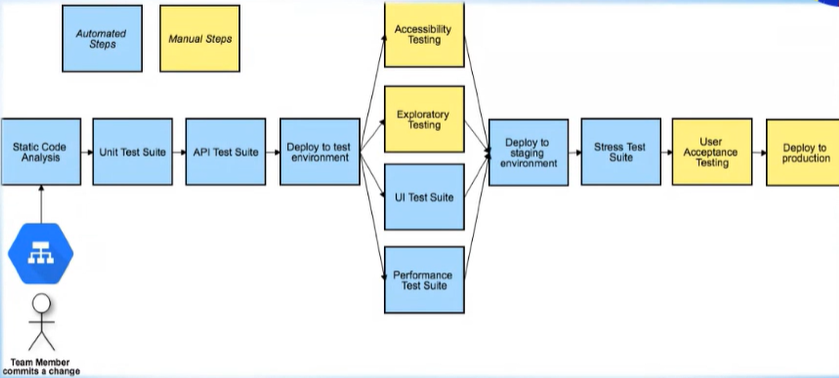 Automated
Steps
Manual Steps
Accessibility
Testing
Exploratory
Testing
UI Test Suite
Performance
Test Suite
Static Code
Analysis
Unit Test Suite
API Test Suite
Deploy to test
environment
Deploy to
staging
environment
Stress Test
Suite
User
Acceptance
Testing
Deploy to
production
Team Member
commits a change